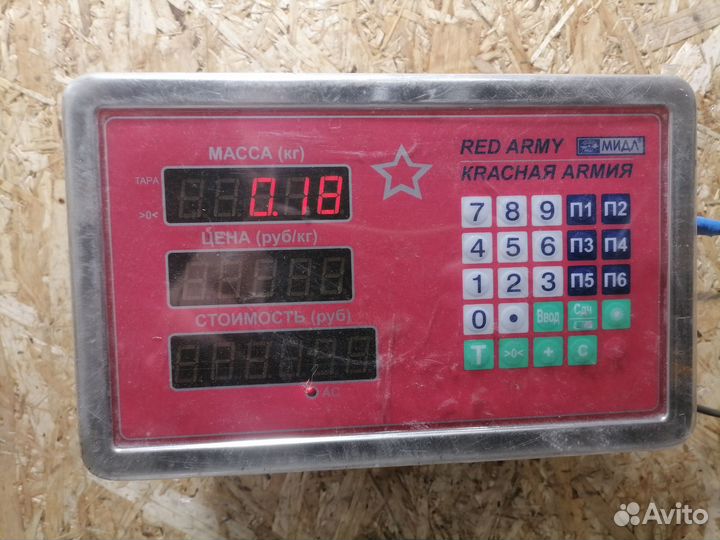 МАССА (кг)
RED ARMY МИДЛ
КРАСНАЯ АРМИЯ
ТАРА
>0<
0.18
7 8 9 П1 П2
ЦЕНА (руб/кг)
4 5 6 П3 П4
1 2 3 П5 П6
СТОИМОСТЬ (руб)
0 • Ввод Сдч
T >0< + C
AC
Avito